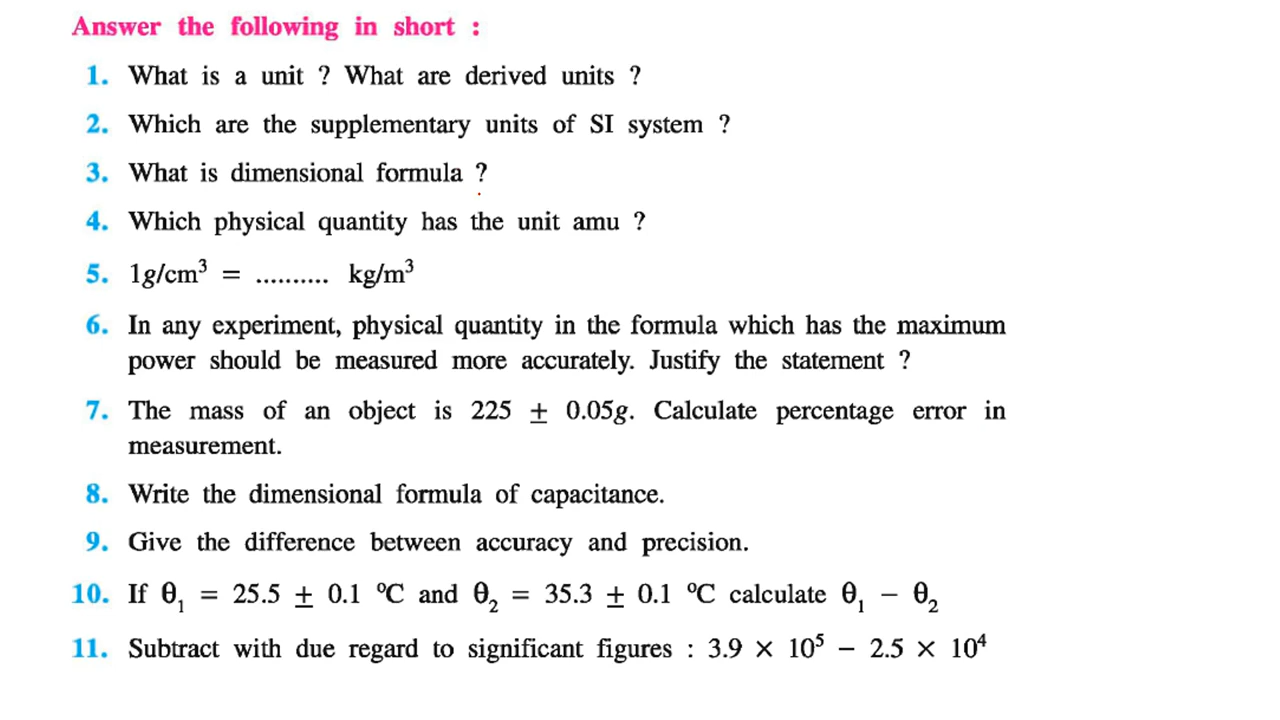 Answer the following in short :
1. What is a unit ? What are derived units ?
2. Which are the supplementary units of SI system ?
3. What is dimensional formula ?
4. Which physical quantity has the unit amu ?
5. 1g/cm³ = .......... kg/m³
6. In any experiment, physical quantity in the formula which has the maximum
power should be measured more accurately. Justify the statement ?
7. The mass of an object is 225 ± 0.05g. Calculate percentage error in
measurement.
8. Write the dimensional formula of capacitance.
9. Give the difference between accuracy and precision.
10. If θ₁ = 25.5 ± 0.1 ºC and θ₂ = 35.3 ± 0.1 ºC calculate θ₁ − θ₂
11. Subtract with due regard to significant figures : 3.9 × 10⁵ − 2.5 × 10⁴